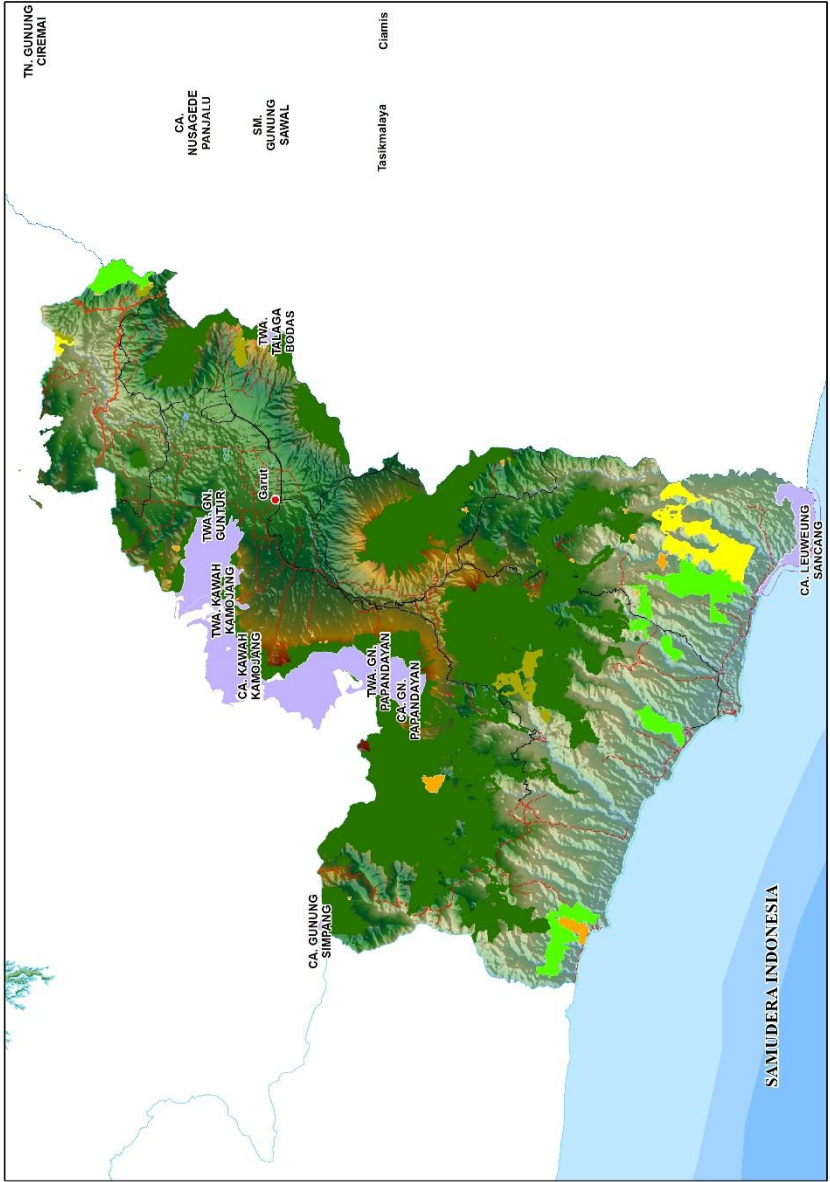 TN. GUNUNG
CIREMAI
CA.
NUSAGEDE
PANJALU
TWA. GN.
GUNTUR
TWA. KAWAH
KAMOJANG
CA. KAWAH
KAMOJANG
SM.
GUNUNG
SAWAL
Garut
TWA.
TALAGA
BODAS
CA. GUNUNG
SIMPANG
TWA. GN.
PAPANDAYAN
Tasikmalaya
Ciamis
CA. GN.
PAPANDAYAN
SAMUDERA INDONESIA
CA. LEUWEUNG
SANCANG